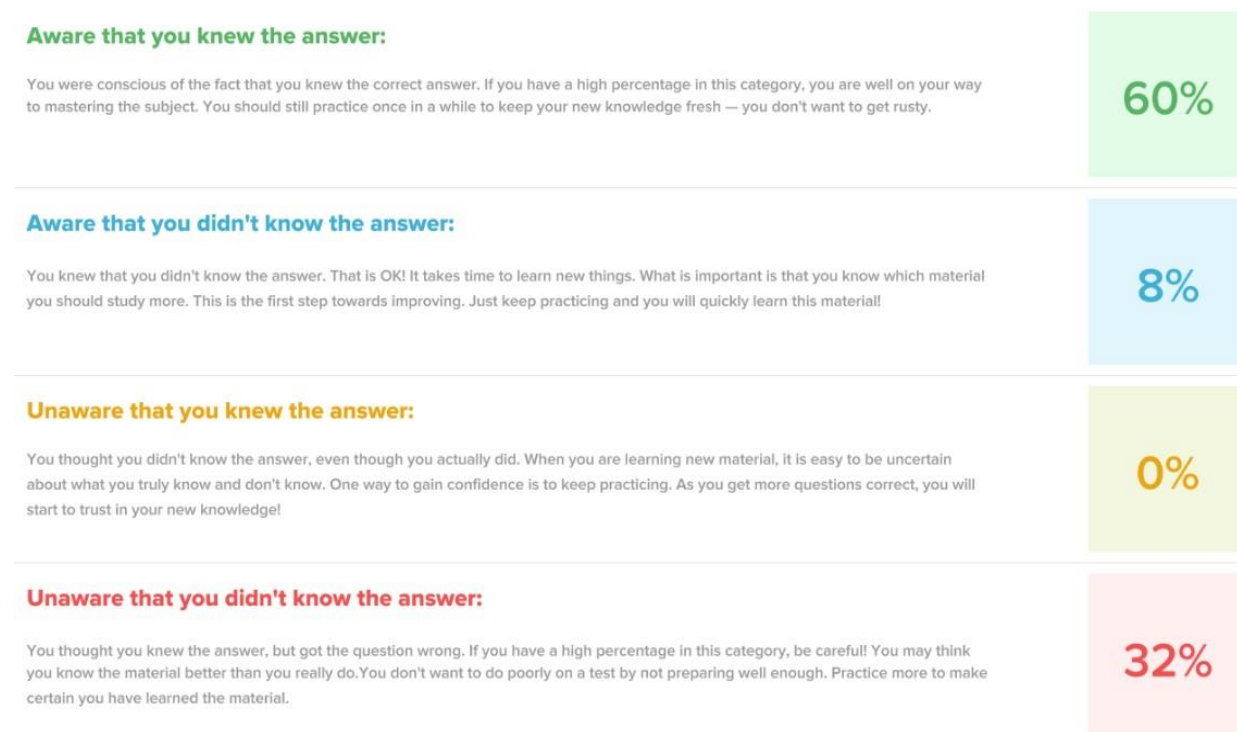 Aware that you knew the answer:
You were conscious of the fact that you knew the correct answer. If you have a high percentage in this category, you are well on your way
to mastering the subject. You should still practice once in a while to keep your new knowledge fresh — you don't want to get rusty.
60%
Aware that you didn't know the answer:
You knew that you didn't know the answer. That is OK! It takes time to learn new things. What is important is that you know which material
you should study more. This is the first step towards improving. Just keep practicing and you will quickly learn this material!
8%
Unaware that you knew the answer:
You thought you didn't know the answer, even though you actually did. When you are learning new material, it is easy to be uncertain
about what you truly know and don't know. One way to gain confidence is to keep practicing. As you get more questions correct, you will
start to trust in your new knowledge!
0%
Unaware that you didn't know the answer:
You thought you knew the answer, but got the question wrong. If you have a high percentage in this category, be careful! You may think
you know the material better than you really do.You don't want to do poorly on a test by not preparing well enough. Practice more to make
certain you have learned the material.
32%